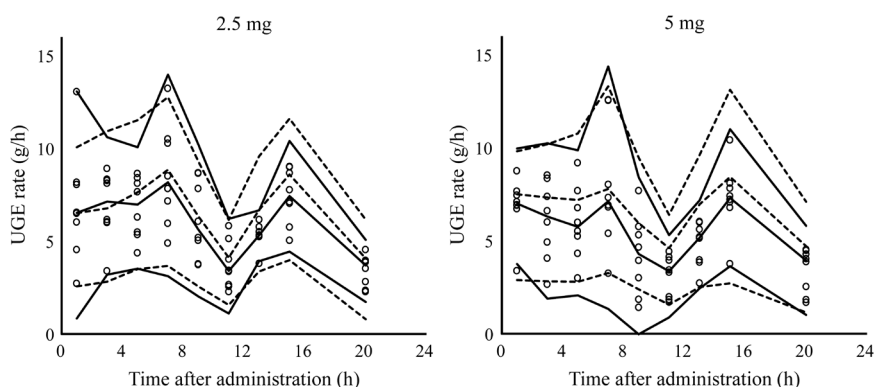 2.5 mg
15
10
5
0
UGE rate (g/h)
0 4 8 12 16 20 24
Time after administration (h)
5 mg
15
10
5
0
UGE rate (g/h)
0 4 8 12 16 20 24
Time after administration (h)